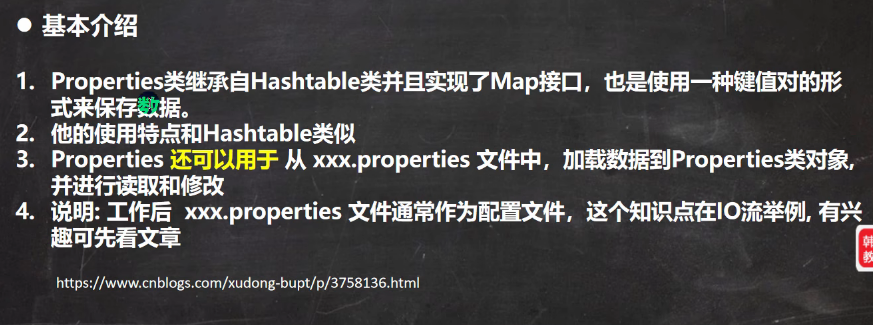 ● 基本介绍
1. Properties类继承自Hashtable类并且实现了Map接口，也是使用一种键值对的形
式来保存数据。
2. 他的使用特点和Hashtable类似
3. Properties 还可以用于 从 xxx.properties 文件中，加载数据到Properties类对象,
并进行读取和修改
4. 说明: 工作后 xxx.properties 文件通常作为配置文件，这个知识点在IO流举例, 有兴
趣可先看文章
韩
教
https://www.cnblogs.com/xudong-bupt/p/3758136.html